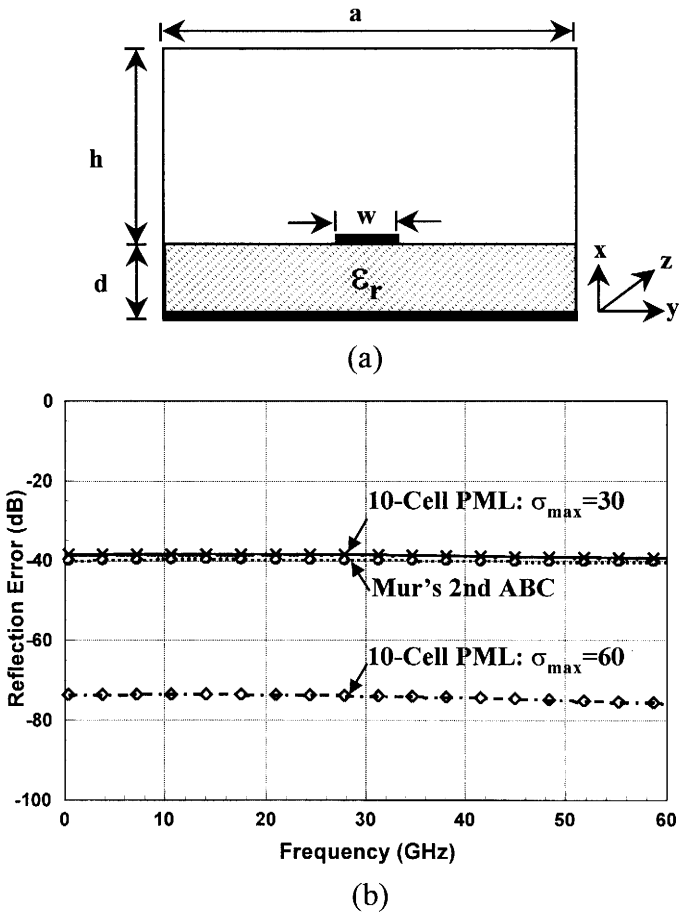 a
h
w
d
εr
x
z
y
(a)
0
-20
-40
-60
-80
-100
Reflection Error (dB)
10-Cell PML: σmax=30
Mur's 2nd ABC
10-Cell PML: σmax=60
0 10 20 30 40 50 60
Frequency (GHz)
(b)